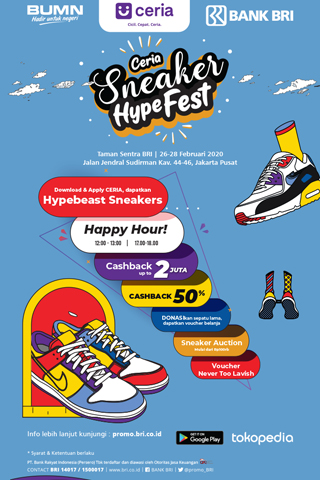 BUMN
Hadir untuk negeri
ceria
Cicil. Cepat. Ceria.
BANK BRI
Ceria
Sneaker
HypeFest
Taman Sentra BRI | 26-28 Februari 2020
Jalan Jendral Sudirman Kav. 44-46, Jakarta Pusat
Download & Apply CERIA, dapatkan
Hypebeast Sneakers
Happy Hour!
12:00 - 13:00 | 17.00-18.00
Cashback
up to 2 JUTA
CASHBACK 50%
DONASIkan sepatu lama,
dapatkan voucher belanja
Sneaker Auction
Voucher
Never Too Lavish
Info lebih lanjut kunjungi : promo.bri.co.id
GET IT ON
Google Play
tokopedia
* Syarat & Ketentuan berlaku
PT. Bank Rakyat Indonesia (Persero) Tbk terdaftar dan diawasi oleh Otoritas Jasa Keuangan
CONTACT BRI 14017 / 1500017 | www.bri.co.id | BANK BRI | @promo_BRI